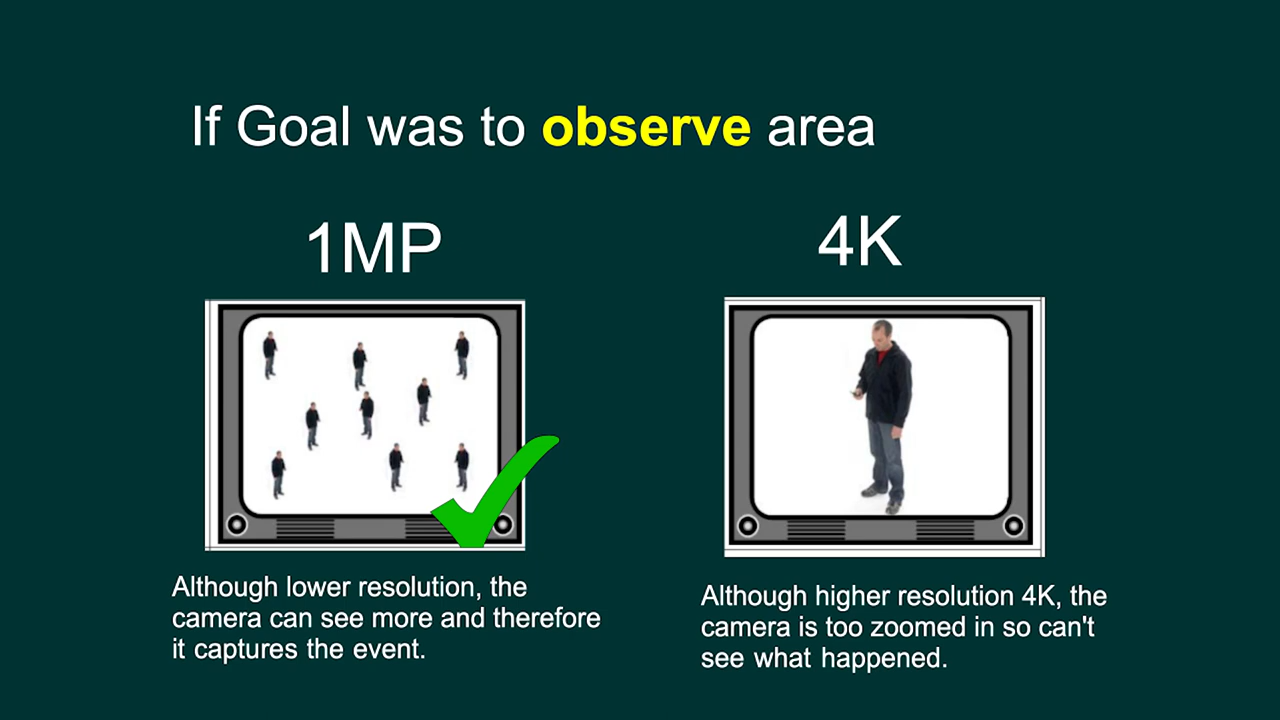 If Goal was to observe area
1MP
4K
Although lower resolution, the
camera can see more and therefore
it captures the event.
Although higher resolution 4K, the
camera is too zoomed in so can't
see what happened.